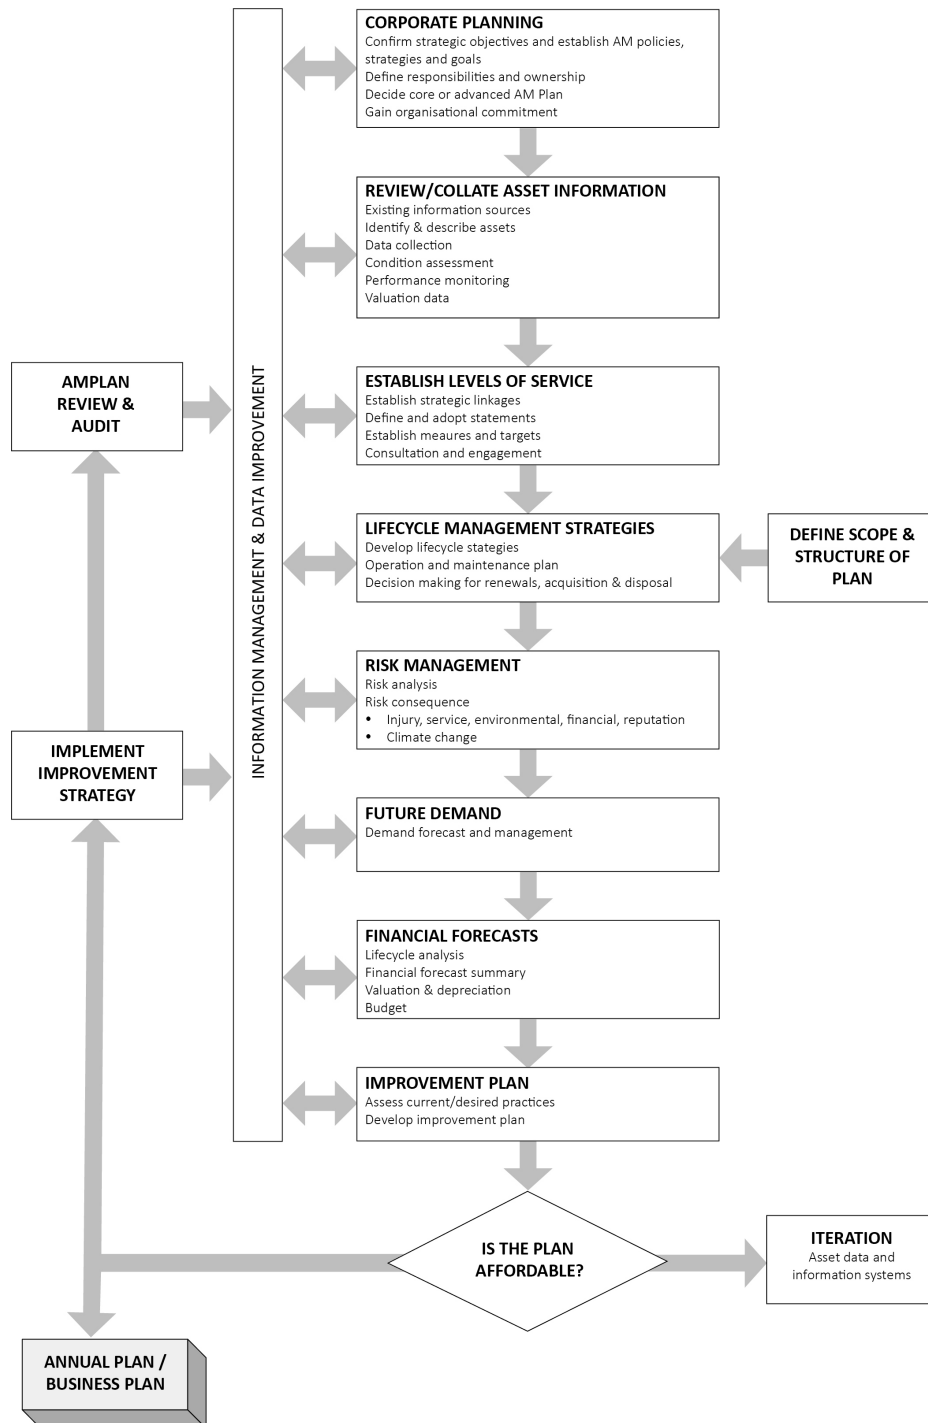 CORPORATE PLANNING
Confirm strategic objectives and establish AM policies,
strategies and goals
Define responsibilities and ownership
Decide core or advanced AM Plan
Gain organisational commitment
REVIEW/COLLATE ASSET INFORMATION
Existing information sources
Identify & describe assets
Data collection
Condition assessment
Performance monitoring
Valuation data
AMPLAN
REVIEW &
AUDIT
INFORMATION MANAGEMENT & DATA IMPROVEMENT
ESTABLISH LEVELS OF SERVICE
Establish strategic linkages
Define and adopt statements
Establish meaures and targets
Consultation and engagement
LIFECYCLE MANAGEMENT STRATEGIES
Develop lifecycle stategies
Operation and maintenance plan
Decision making for renewals, acquisition & disposal
DEFINE SCOPE &
STRUCTURE OF
PLAN
RISK MANAGEMENT
Risk analysis
Risk consequence
• Injury, service, environmental, financial, reputation
• Climate change
IMPLEMENT
IMPROVEMENT
STRATEGY
FUTURE DEMAND
Demand forecast and management
FINANCIAL FORECASTS
Lifecycle analysis
Financial forecast summary
Valuation & depreciation
Budget
IMPROVEMENT PLAN
Assess current/desired practices
Develop improvement plan
IS THE PLAN
AFFORDABLE?
ITERATION
Asset data and
information systems
ANNUAL PLAN /
BUSINESS PLAN